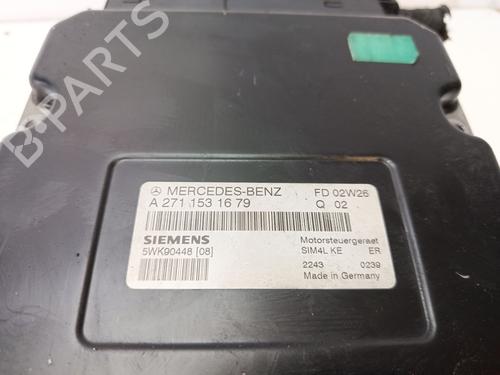 B-PARTS
MERCEDES-BENZ FD 02W26
A 271 153 16 79 Q 02
SIEMENS Motorsteuergeraet
5WK90448 [08] SIM4L KE ER
2243 0239
Made in Germany